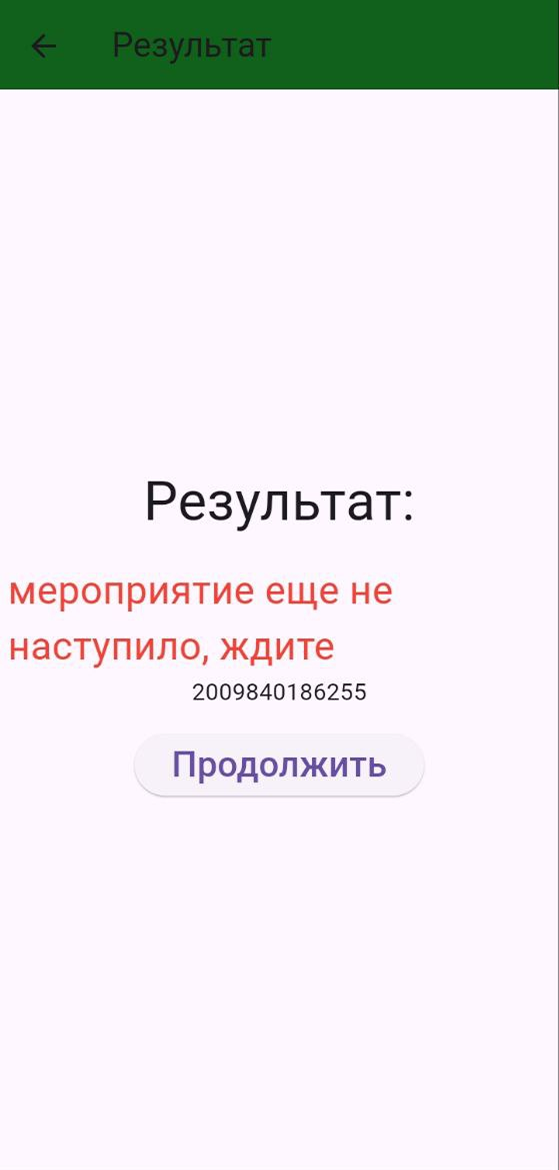 Результат
Результат:
мероприятие еще не
наступило, ждите
2009840186255
Продолжить